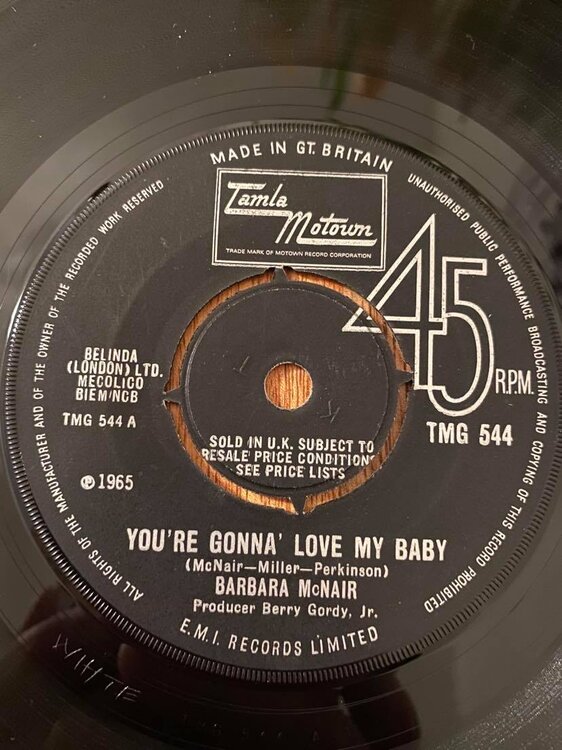 MADE IN GT. BRITAIN
UNAUTHORISED PUBLIC PERFORMANCE BROADCASTING AND COPYING OF THIS RECORD PROHIBITED
ALL RIGHTS OF THE MANUFACTURER AND OF THE OWNER OF THE RECORDED WORK RESERVED
Tamla
Motown
TRADE MARK OF MOTOWN RECORD CORPORATION
45
R.P.M.
BELINDA
(LONDON) LTD.
MECOLICO
BIEM/NCB
TMG 544 A
TMG 544
K T
SOLD IN U.K. SUBJECT TO
RESALE PRICE CONDITIONS
SEE PRICE LISTS
℗ 1965
YOU'RE GONNA' LOVE MY BABY
(McNair—Miller—Perkinson)
BARBARA McNAIR
Producer Berry Gordy, Jr.
E.M.I. RECORDS LIMITED
WHITE